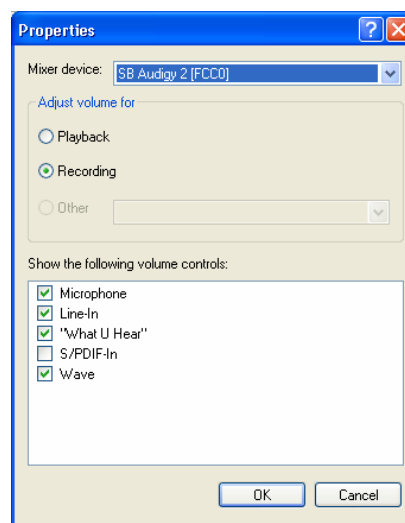 Properties
Mixer device: SB Audigy 2 [FCC0]
Adjust volume for
Playback
Recording
Other
Show the following volume controls:
Microphone
Line-In
"What U Hear"
S/PDIF-In
Wave
OK Cancel